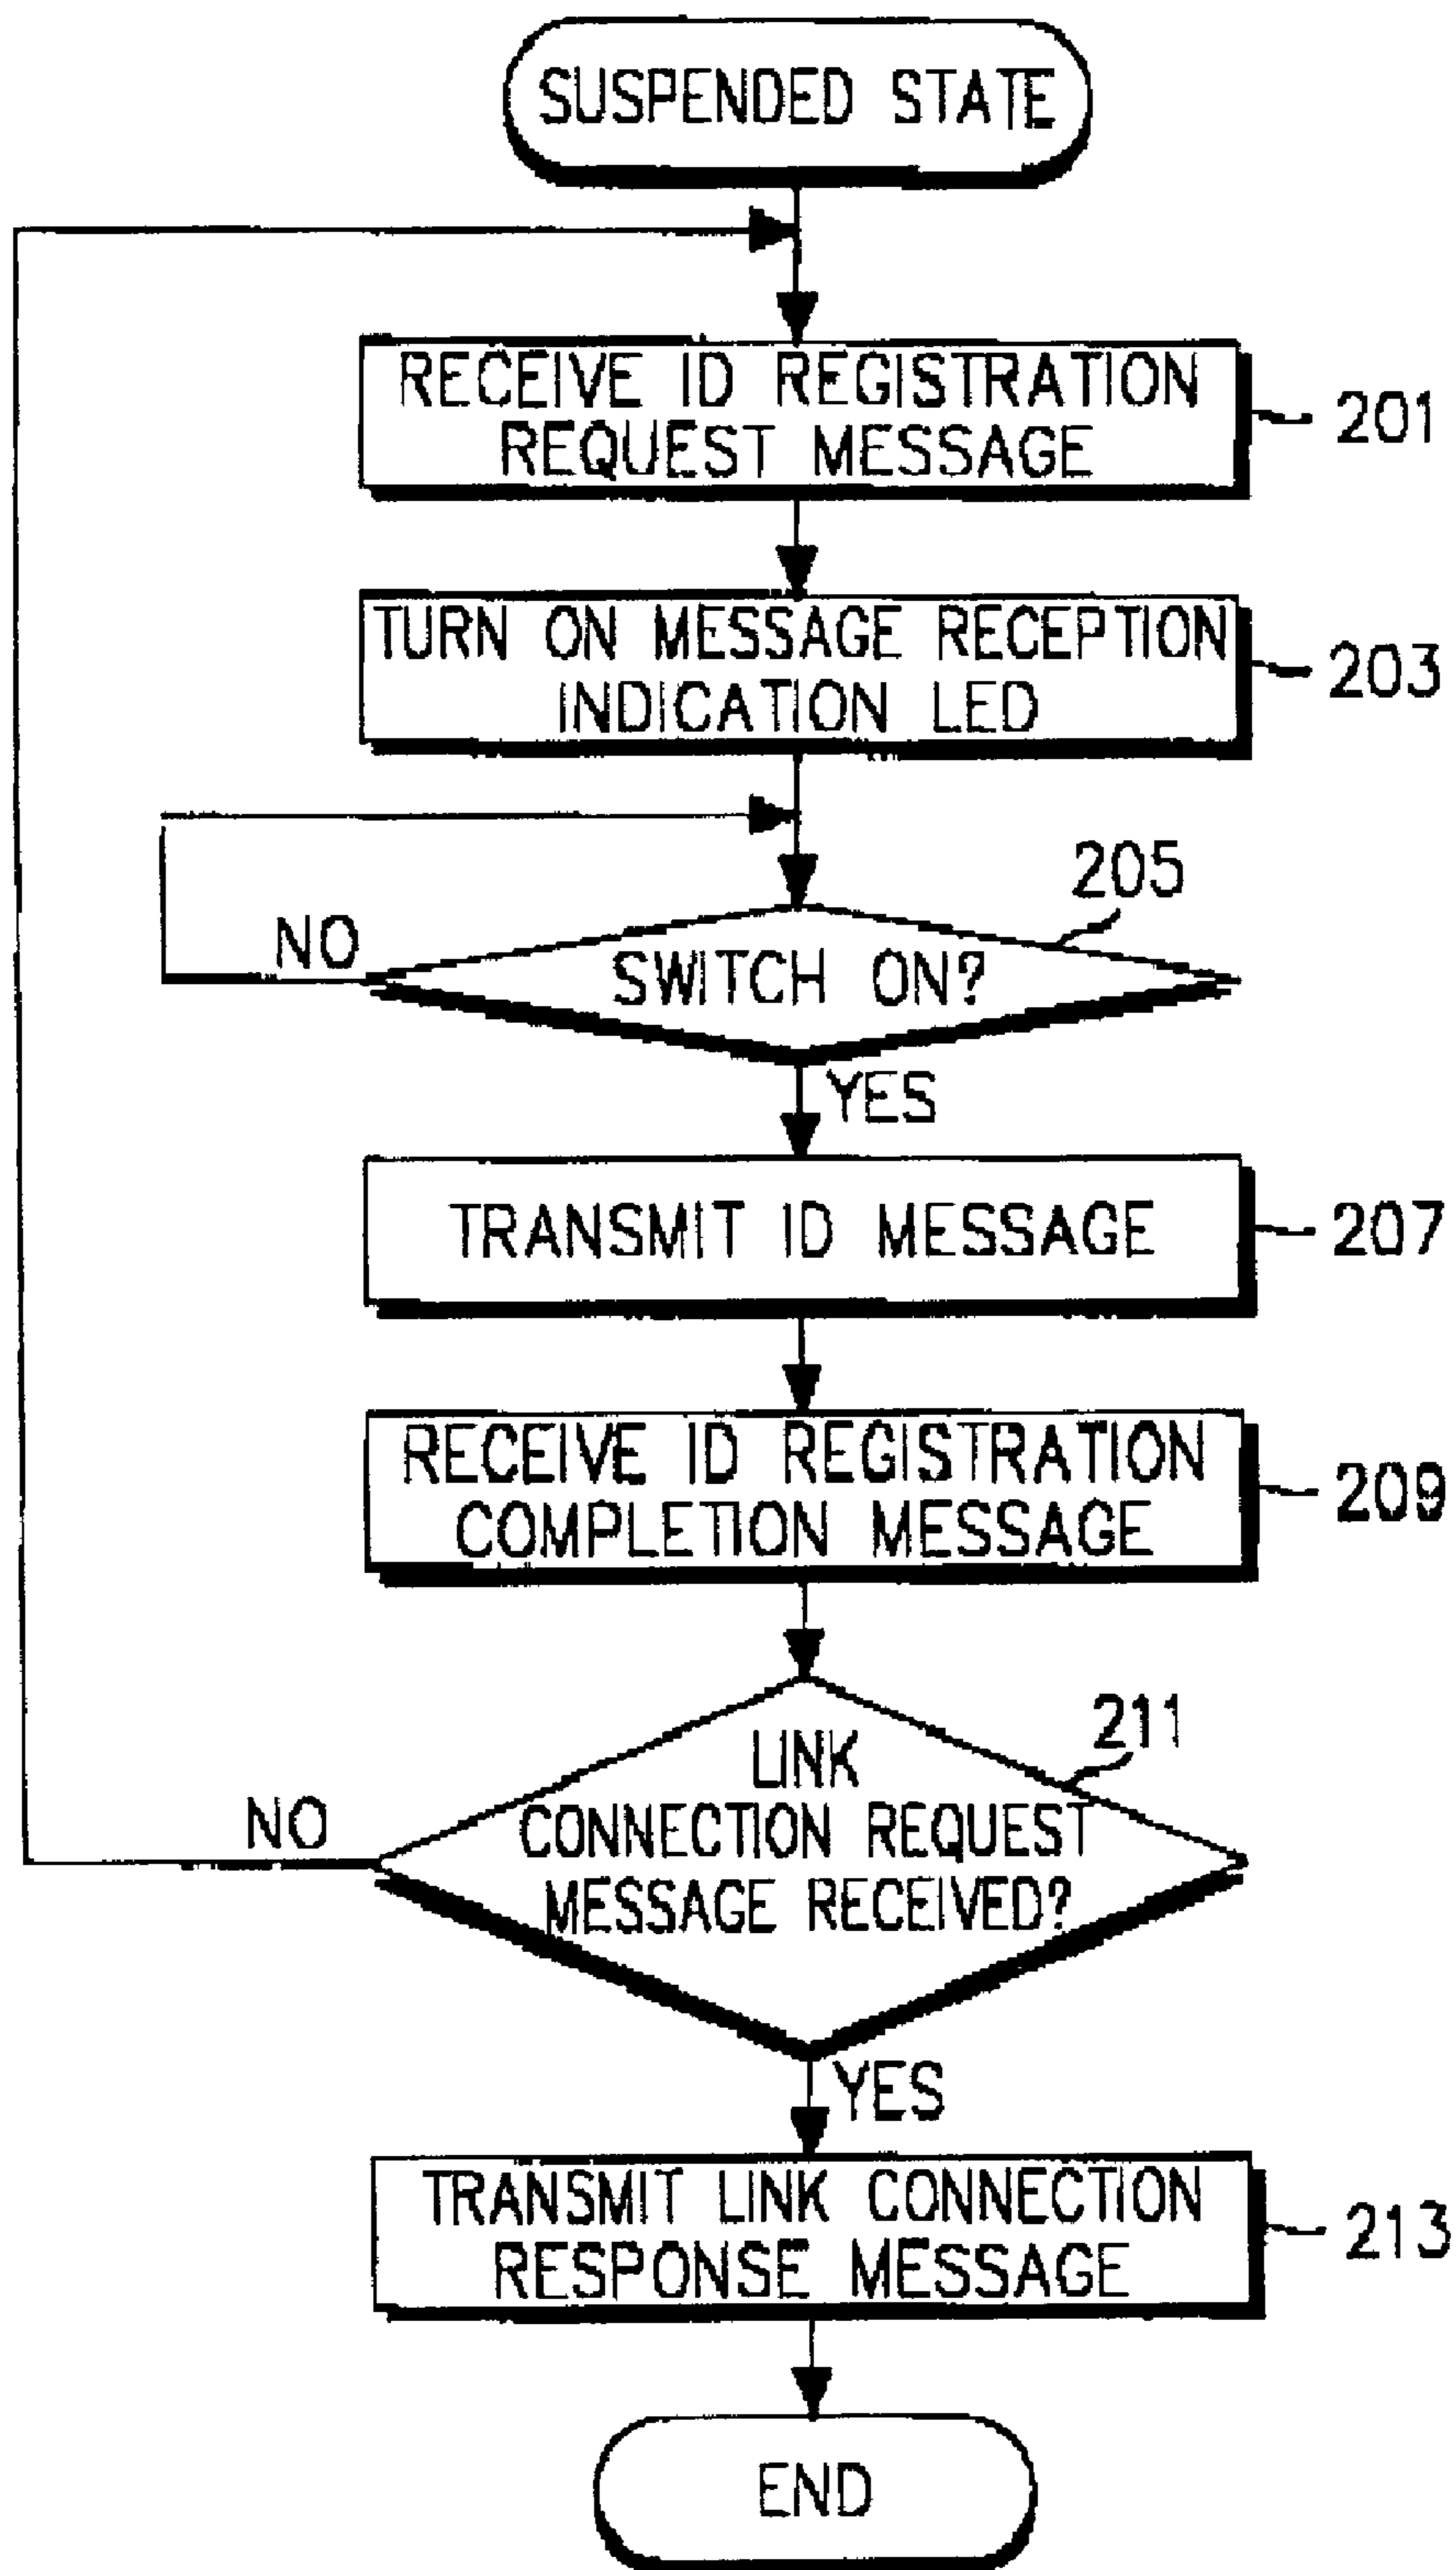 SUSPENDED STATE
RECEIVE ID REGISTRATION
REQUEST MESSAGE
201
TURN ON MESSAGE RECEPTION
INDICATION LED
203
205
NO
SWITCH ON?
YES
TRANSMIT ID MESSAGE
207
RECEIVE ID REGISTRATION
COMPLETION MESSAGE
209
211
LINK
NO
CONNECTION REQUEST
MESSAGE RECEIVED?
YES
TRANSMIT LINK CONNECTION
RESPONSE MESSAGE
213
END